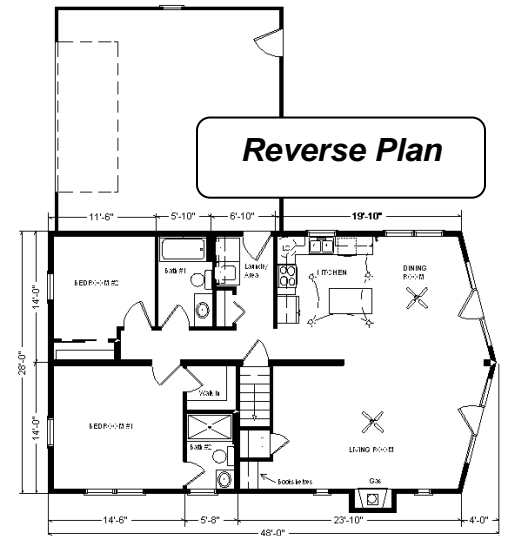 Reverse Plan
11'-6"
5'-10"
6'-10"
19'-10"
BEDROOM #2
Bath #1
Laundry
Area
KITCHEN
DINING
ROOM
14'-0"
28'-0"
14'-0"
BEDROOM #1
Walk In
Bath #2
Bookshelves
LIVING ROOM
Gas
14'-6"
5'-8"
23'-10"
4'-0"
48'-0"